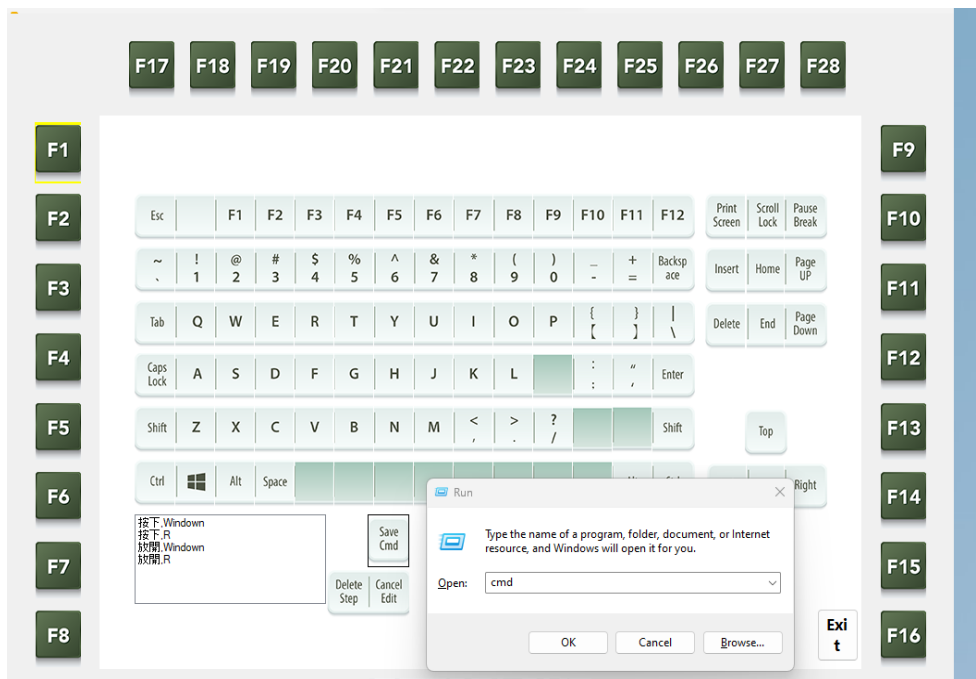 F17 F18 F19 F20 F21 F22 F23 F24 F25 F26 F27 F28
F1
F2
F3
F4
F5
F6
F7
F8
Esc F1 F2 F3 F4 F5 F6 F7 F8 F9 F10 F11 F12
Print Screen Scroll Lock Pause Break
~ ! @ # $ % ^ & * ( ) _ + Backsp ace
` 1 2 3 4 5 6 7 8 9 0 - =
Insert Home Page UP
Tab Q W E R T Y U I O P { } |
【 】 \
Delete End Page Down
Caps Lock A S D F G H J K L : " Enter
; ,
Shift Z X C V B N M < > ? Shift
, . /
Top
Ctrl Alt Space
Right
按下,Window
按下,R
放開,Window
放開,R
Save
Cmd
Delete Step
Cancel Edit
Run
Type the name of a program, folder, document, or Internet
resource, and Windows will open it for you.
Open: cmd
OK Cancel Browse...
Exi
t
F9
F10
F11
F12
F13
F14
F15
F16